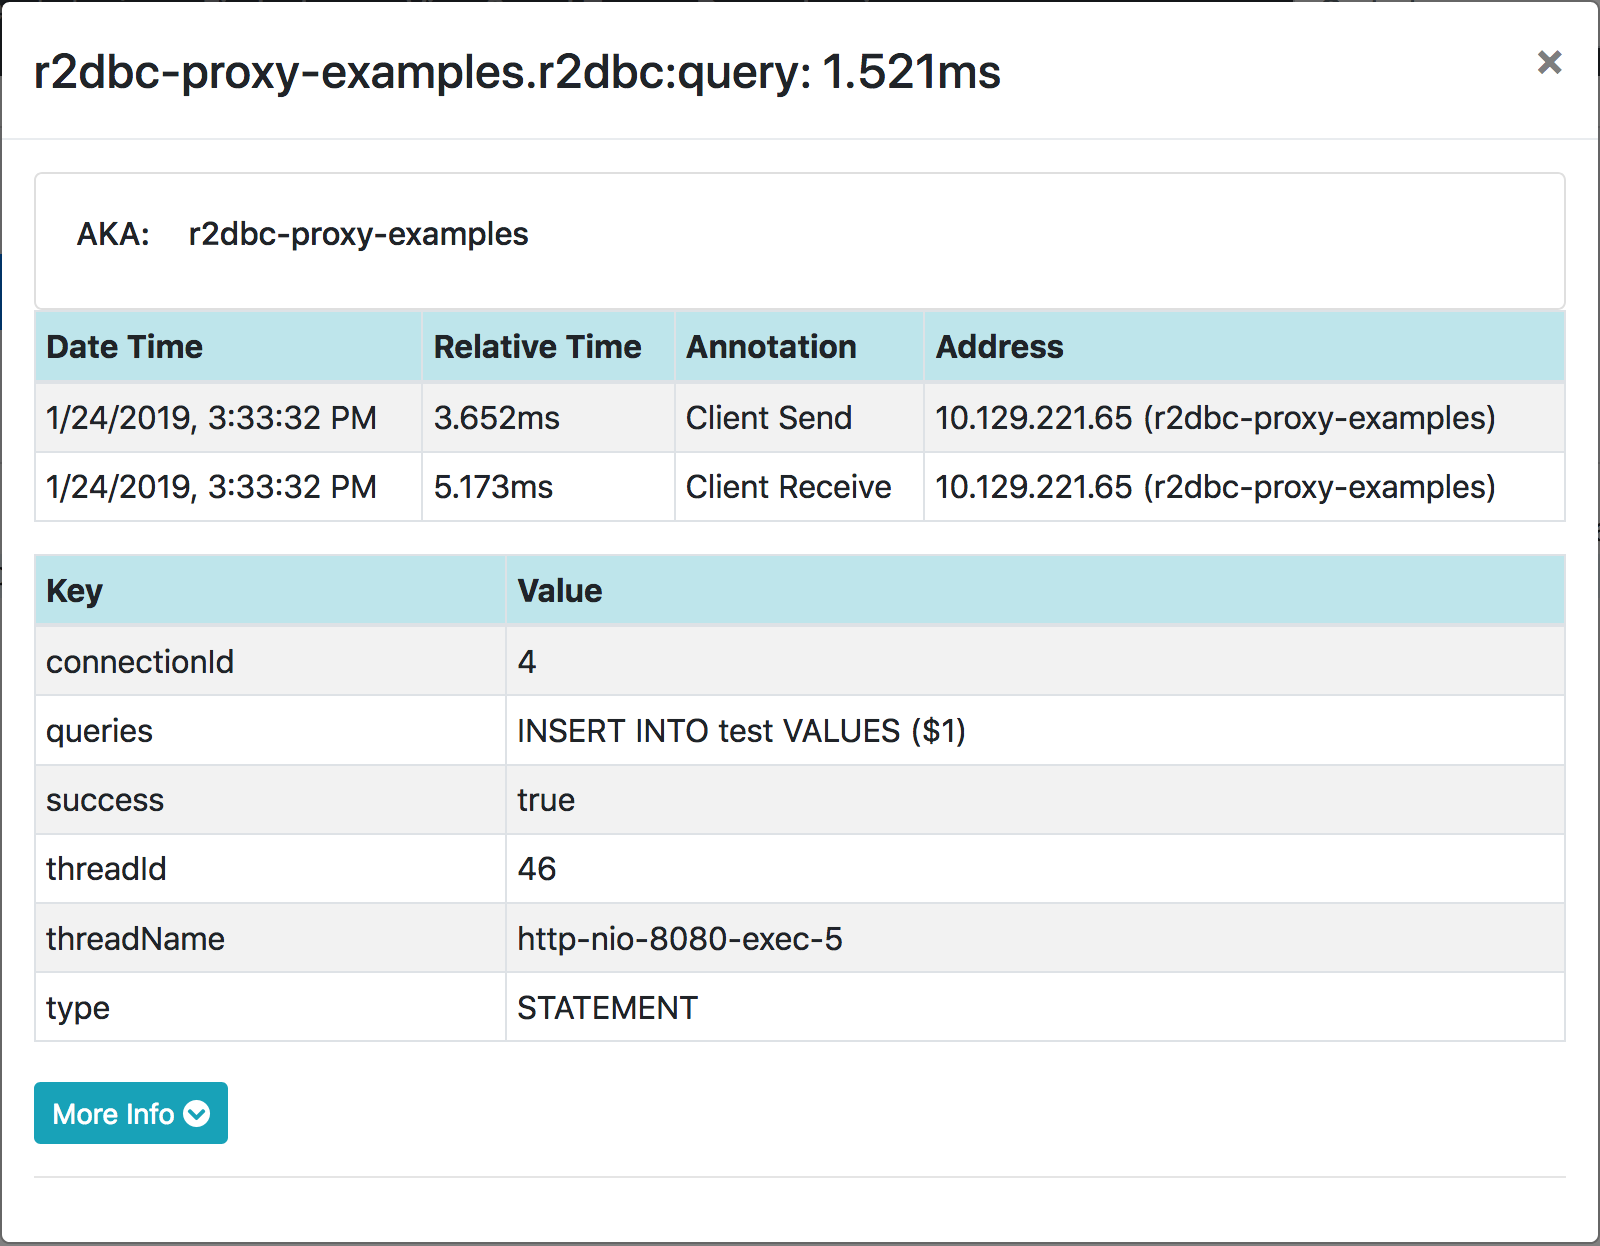 r2dbc-proxy-examples.r2dbc:query: 1.521ms ×
AKA: r2dbc-proxy-examples
Date Time Relative Time Annotation Address
1/24/2019, 3:33:32 PM 3.652ms Client Send 10.129.221.65 (r2dbc-proxy-examples)
1/24/2019, 3:33:32 PM 5.173ms Client Receive 10.129.221.65 (r2dbc-proxy-examples)
Key Value
connectionId 4
queries INSERT INTO test VALUES ($1)
success true
threadId 46
threadName http-nio-8080-exec-5
type STATEMENT
More Info